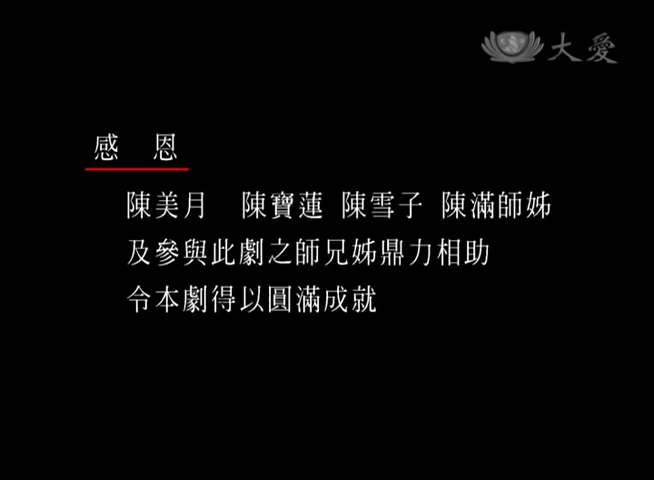 大愛
感 恩
陳美月 陳寶蓮 陳雪子 陳滿師姊
及參與此劇之師兄姊鼎力相助
令本劇得以圓滿成就